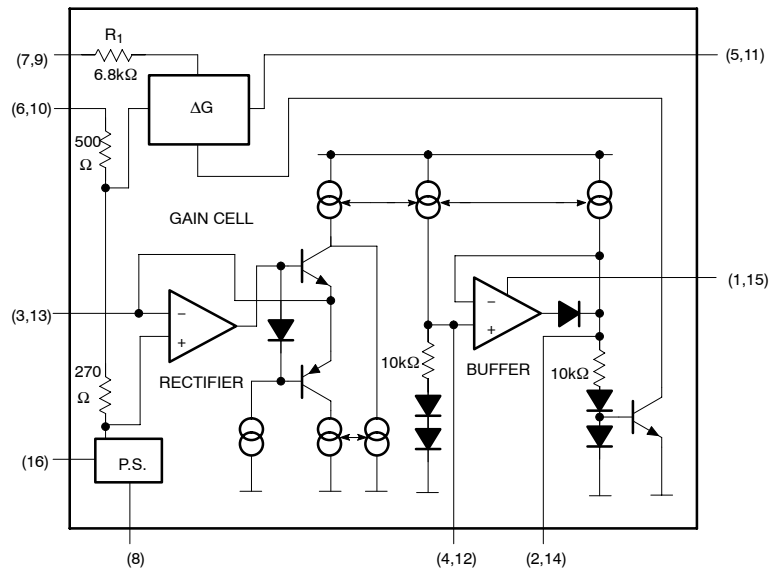 R1
(7,9)
6.8kΩ
(5,11)
(6,10)
ΔG
500
Ω
GAIN CELL
(1,15)
(3,13)
−
+
−
+
270
Ω
RECTIFIER
10kΩ
BUFFER
10kΩ
(16)
P.S.
(8)
(4,12)
(2,14)